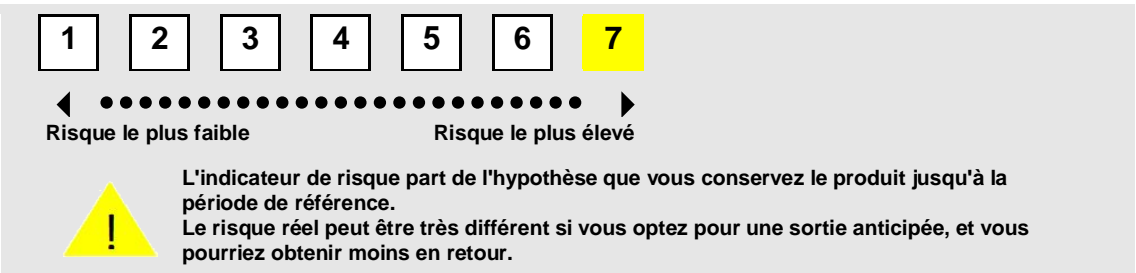 1 2 3 4 5 6 7
Risque le plus faible Risque le plus élevé
L'indicateur de risque part de l'hypothèse que vous conservez le produit jusqu'à la
période de référence.
Le risque réel peut être très différent si vous optez pour une sortie anticipée, et vous
pourriez obtenir moins en retour.
!